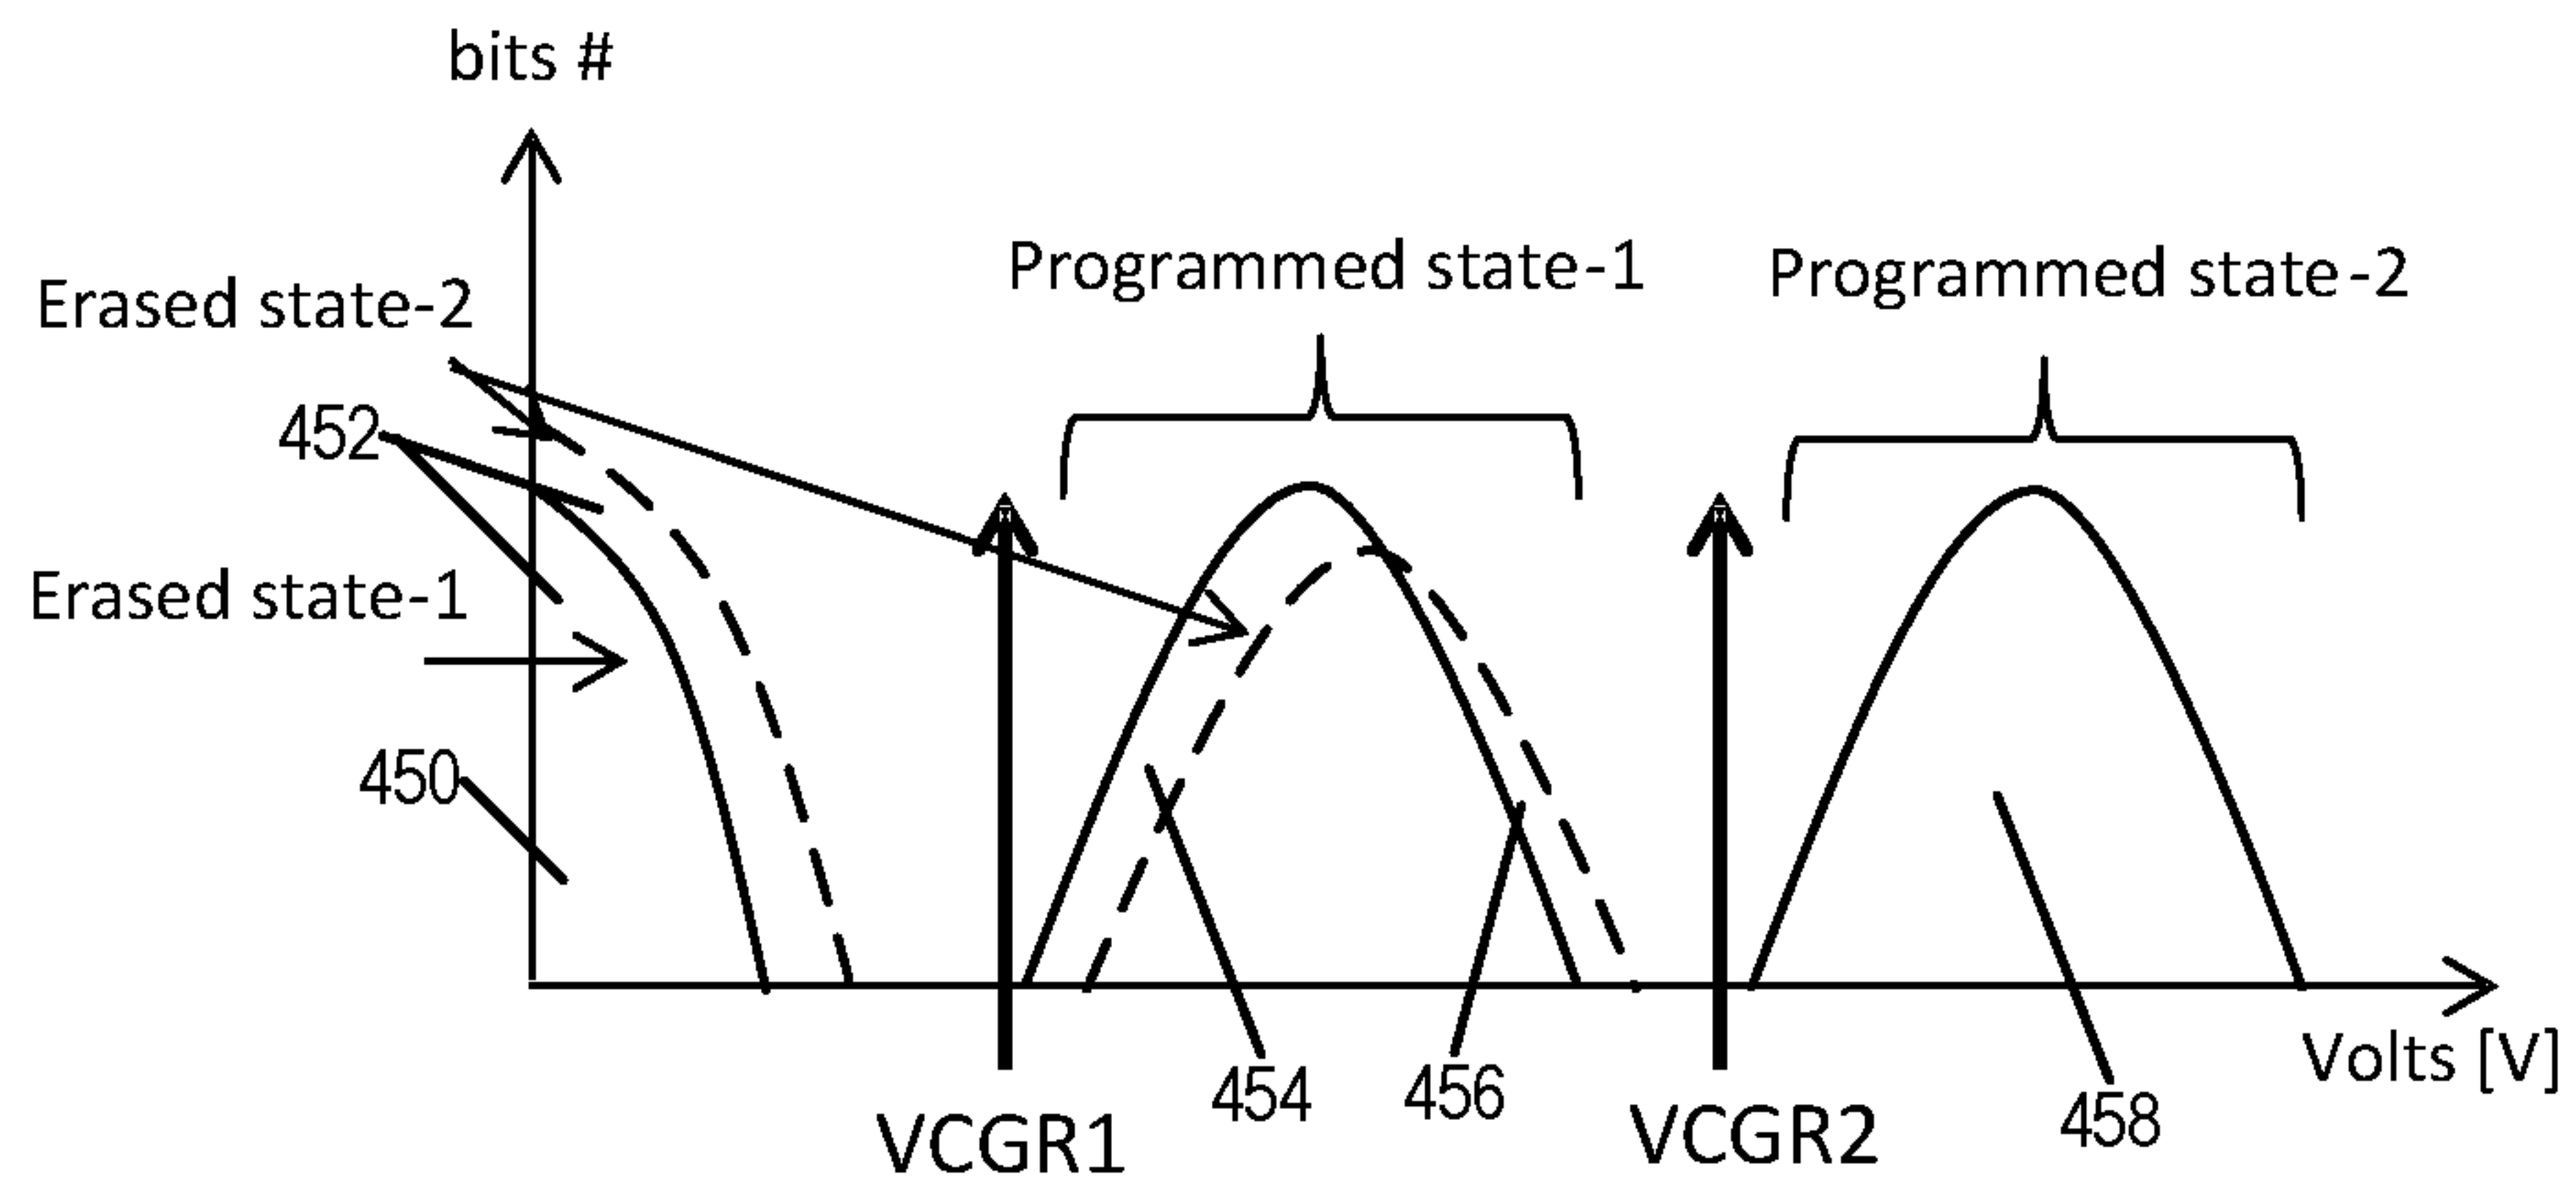 bits #
Programmed state-1
Programmed state-2
Erased state-2
452
Erased state-1
450
Volts [V]
454
456
458
VCGR1
VCGR2